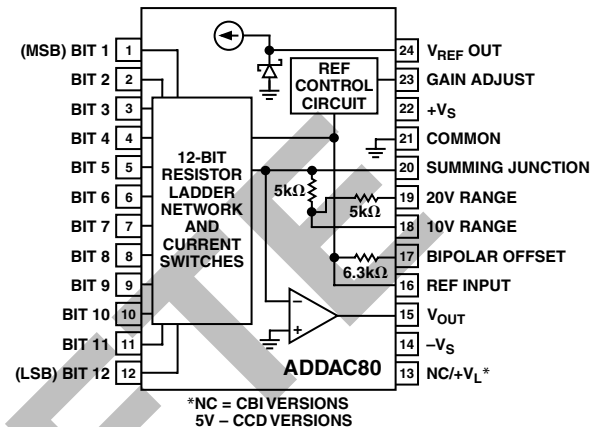 (MSB) BIT 1 1
BIT 2 2
BIT 3 3
BIT 4 4
BIT 5 5
BIT 6 6
BIT 7 7
BIT 8 8
BIT 9 9
BIT 10 10
BIT 11 11
(LSB) BIT 12 12
12-BIT
RESISTOR
LADDER
NETWORK
AND
CURRENT
SWITCHES
REF
CONTROL
CIRCUIT
5kΩ
5kΩ
6.3kΩ
−
+
ADDAC80
24 VREF OUT
23 GAIN ADJUST
22 +VS
21 COMMON
20 SUMMING JUNCTION
19 20V RANGE
18 10V RANGE
17 BIPOLAR OFFSET
16 REF INPUT
15 VOUT
14 –VS
13 NC/+VL*
*NC = CBI VERSIONS
5V – CCD VERSIONS